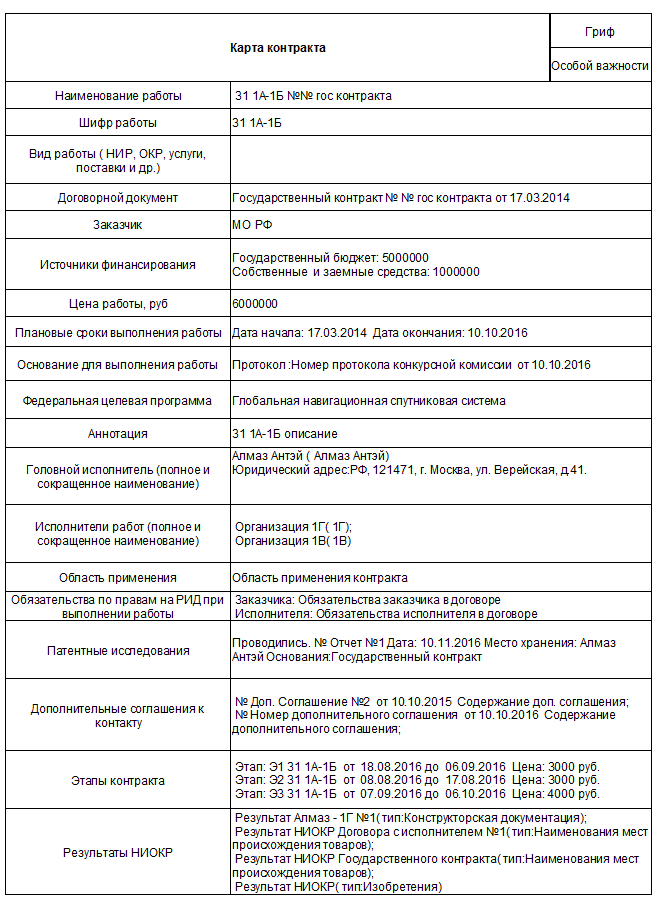 Карта контракта
Гриф
Особой важности
Наименование работы
31 1А-1Б №№ гос контракта
Шифр работы
31 1А-1Б
Вид работы ( НИР, ОКР, услуги,
поставки и др.)
Договорной документ
Государственный контракт № № гос контракта от 17.03.2014
Заказчик
МО РФ
Источники финансирования
Государственный бюджет: 5000000
Собственные и заемные средства: 1000000
Цена работы, руб
6000000
Плановые сроки выполнения работы
Дата начала: 17.03.2014 Дата окончания: 10.10.2016
Основание для выполнения работы
Протокол :Номер протокола конкурсной комиссии от 10.10.2016
Федеральная целевая программа
Глобальная навигационная спутниковая система
Аннотация
31 1А-1Б описание
Головной исполнитель (полное и
сокращенное наименование)
Алмаз Антэй ( Алмаз Антэй)
Юридический адрес:РФ, 121471, г. Москва, ул. Верейская, д.41.
Исполнители работ (полное и
сокращенное наименование)
Организация 1Г( 1Г);
Организация 1В( 1В)
Область применения
Область применения контракта
Обязательства по правам на РИД при
выполнении работы
Заказчика: Обязательства заказчика в договоре
Исполнителя: Обязательства исполнителя в договоре
Патентные исследования
Проводились. № Отчет №1 Дата: 10.11.2016 Место хранения: Алмаз
Антэй Основания:Государственный контракт
Дополнительные соглашения к
контакту
№ Доп. Соглашение №2 от 10.10.2015 Содержание доп. соглашения;
№ Номер дополнительного соглашения от 10.10.2016 Содержание
дополнительного соглашения;
Этапы контракта
Этап: Э1 31 1А-1Б от 18.08.2016 до 06.09.2016 Цена: 3000 руб.
Этап: Э2 31 1А-1Б от 08.08.2016 до 17.08.2016 Цена: 3000 руб.
Этап: Э3 31 1А-1Б от 07.09.2016 до 06.10.2016 Цена: 4000 руб.
Результаты НИОКР
Результат Алмаз - 1Г №1( тип:Конструкторская документация);
Результат НИОКР Договора с исполнителем №1( тип:Наименования мест
происхождения товаров);
Результат НИОКР Государственного контракта( тип:Наименования мест
происхождения товаров);
Результат НИОКР( тип:Изобретения)